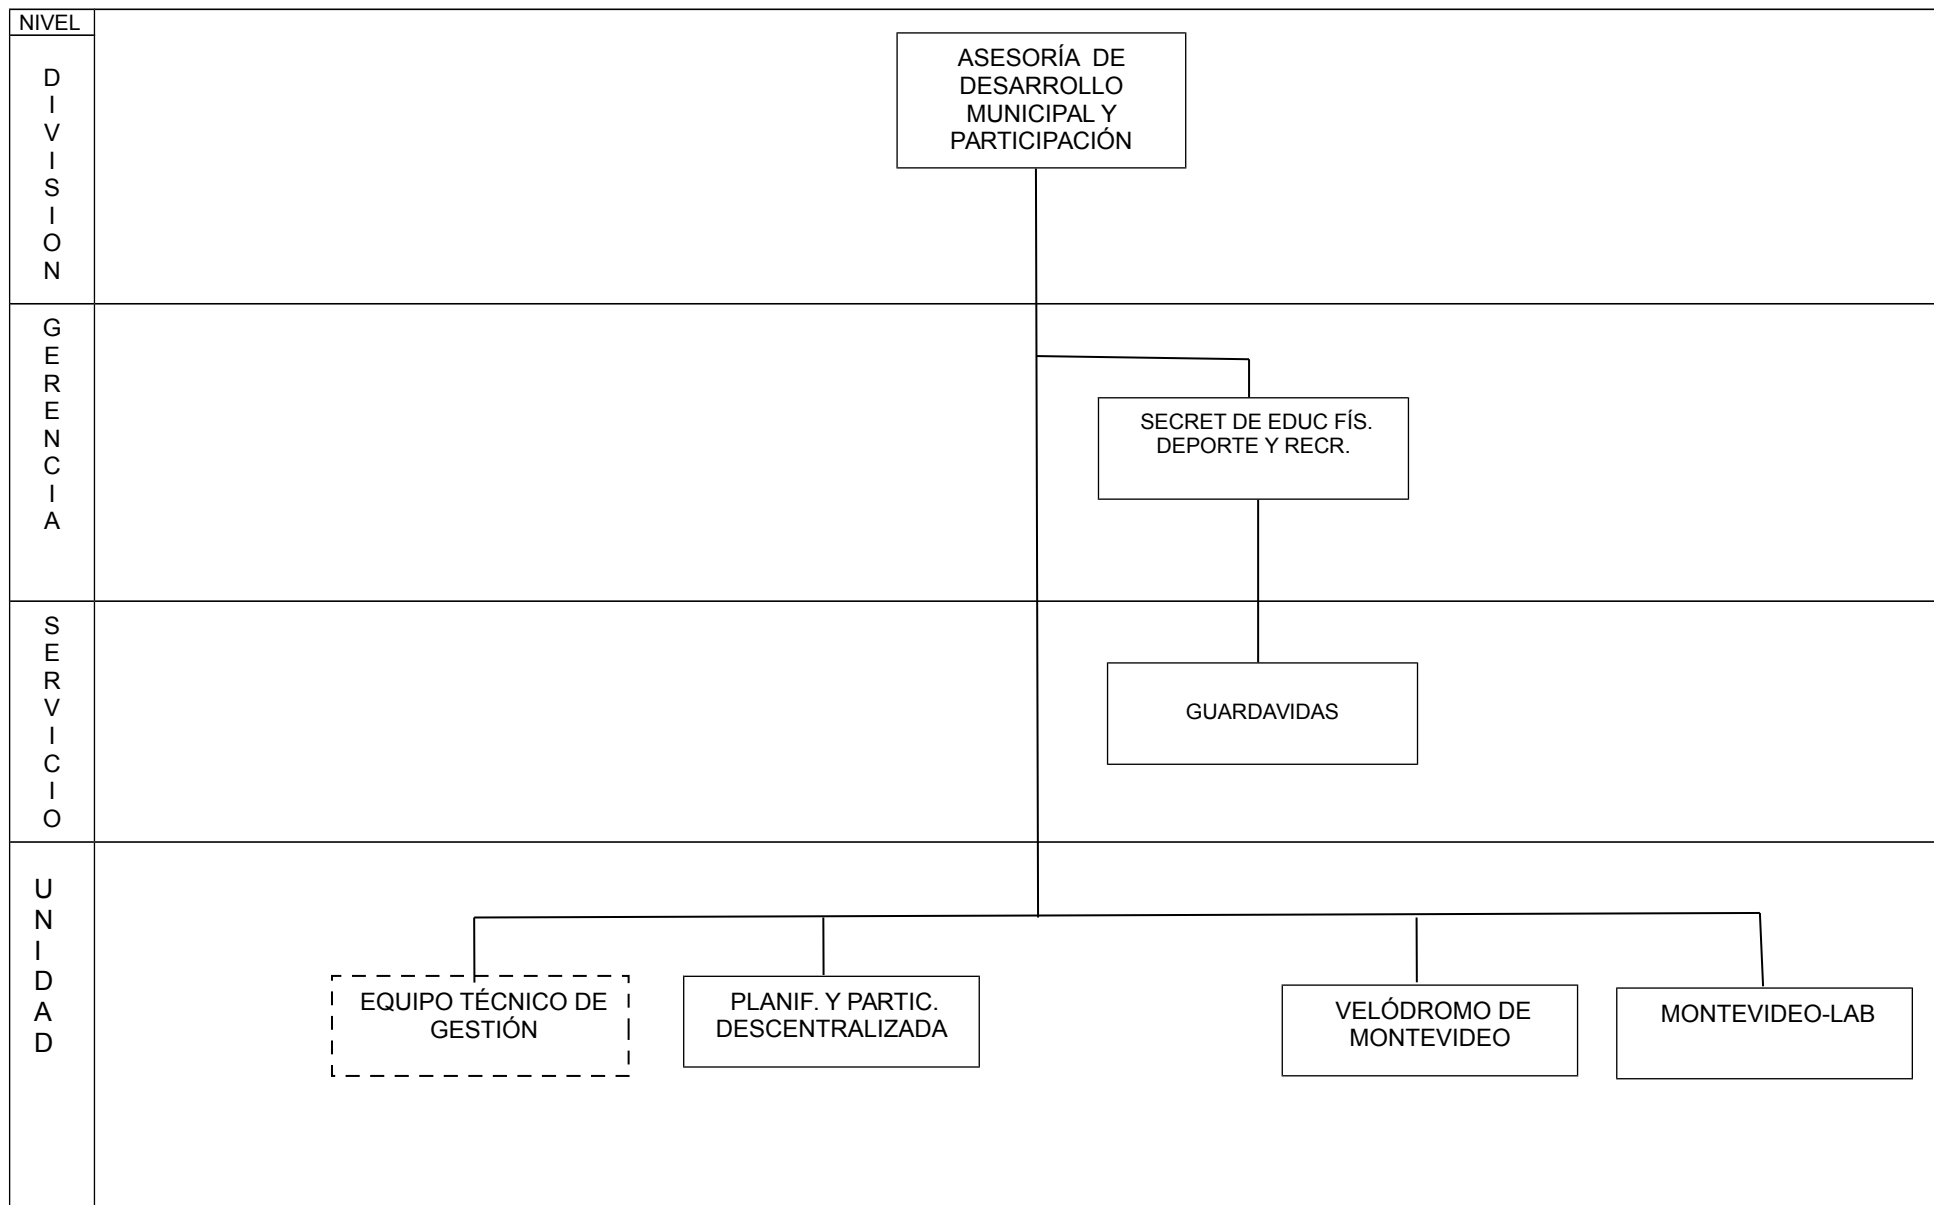 NIVEL
D
I
V
I
S
I
O
N
ASESORÍA DE
DESARROLLO
MUNICIPAL Y
PARTICIPACIÓN
G
E
R
E
N
C
I
A
SECRET DE EDUC FÍS.
DEPORTE Y RECR.
S
E
R
V
I
C
I
O
GUARDAVIDAS
U
N
I
D
A
D
EQUIPO TÉCNICO DE
GESTIÓN
PLANIF. Y PARTIC.
DESCENTRALIZADA
VELÓDROMO DE
MONTEVIDEO
MONTEVIDEO-LAB